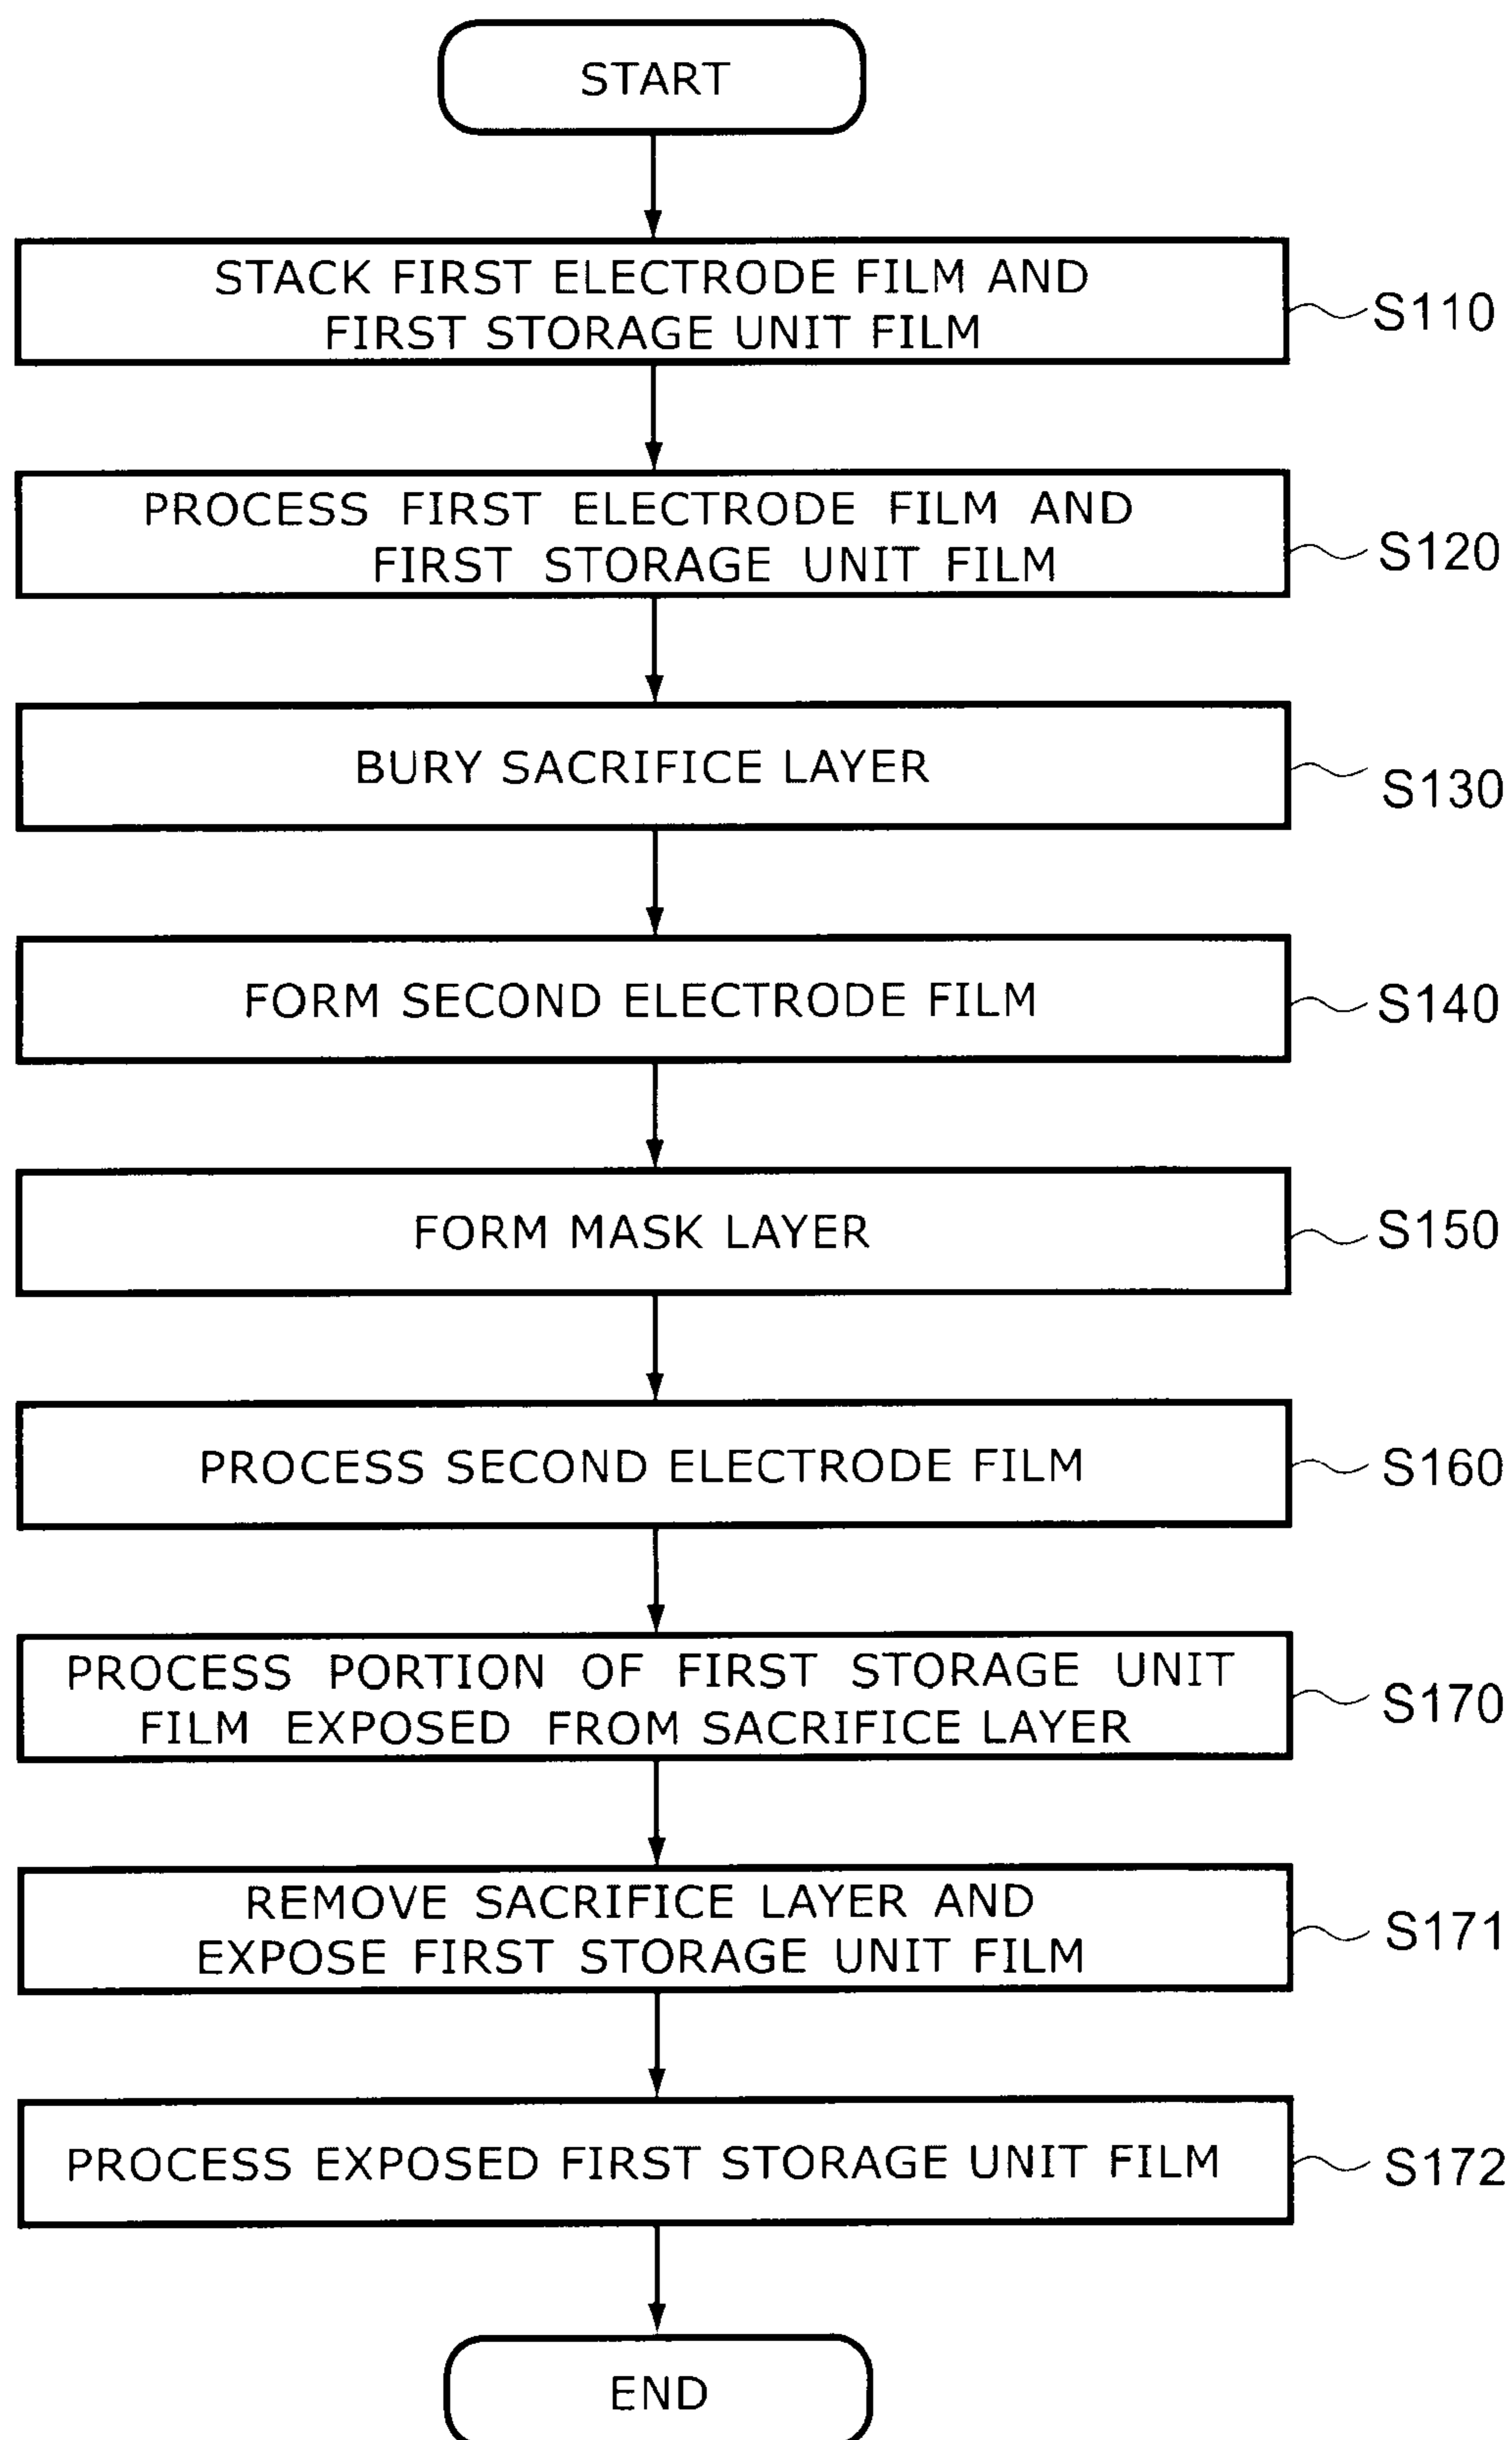 START
STACK FIRST ELECTRODE FILM AND
FIRST STORAGE UNIT FILM
S110
PROCESS FIRST ELECTRODE FILM AND
FIRST STORAGE UNIT FILM
S120
BURY SACRIFICE LAYER
S130
FORM SECOND ELECTRODE FILM
S140
FORM MASK LAYER
S150
PROCESS SECOND ELECTRODE FILM
S160
PROCESS PORTION OF FIRST STORAGE UNIT
FILM EXPOSED FROM SACRIFICE LAYER
S170
REMOVE SACRIFICE LAYER AND
EXPOSE FIRST STORAGE UNIT FILM
S171
PROCESS EXPOSED FIRST STORAGE UNIT FILM
S172
END